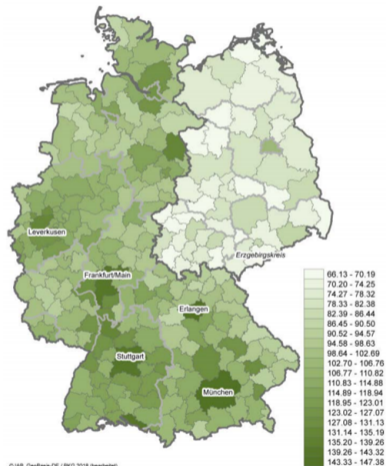 Leverkusen
Erzgebirgskreis
Frankfurt/Main
Erlangen
Stuttgart
München
66.13 - 70.19
70.20 - 74.25
74.27 - 78.32
78.33 - 82.38
82.39 - 86.44
86.45 - 90.50
90.52 - 94.57
94.58 - 98.63
98.64 - 102.69
102.70 - 106.76
106.77 - 110.82
110.83 - 114.88
114.89 - 118.94
118.95 - 123.01
123.02 - 127.07
127.08 - 131.13
131.14 - 135.19
135.20 - 139.26
139.26 - 143.32
143.33 - 147.38